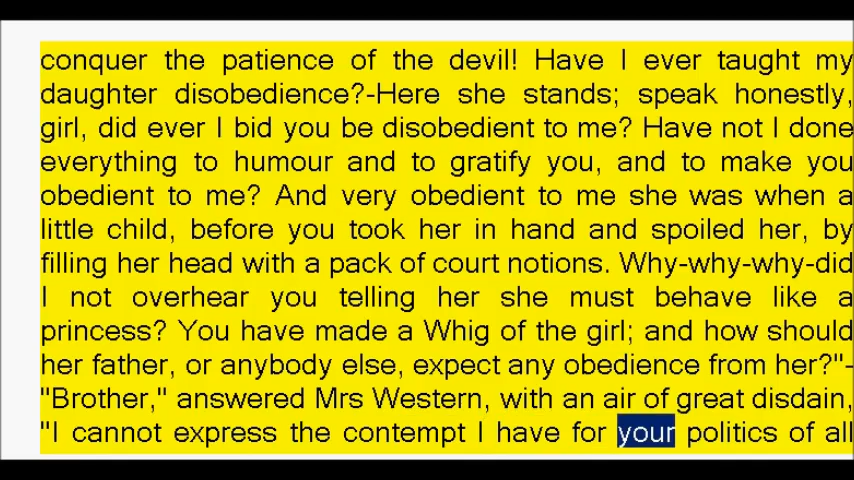 conquer the patience of the devil! Have I ever taught my
daughter disobedience?-Here she stands; speak honestly,
girl, did ever I bid you be disobedient to me? Have not I done
everything to humour and to gratify you, and to make you
obedient to me? And very obedient to me she was when a
little child, before you took her in hand and spoiled her, by
filling her head with a pack of court notions. Why-why-why-did
I not overhear you telling her she must behave like a
princess? You have made a Whig of the girl; and how should
her father, or anybody else, expect any obedience from her?"-
"Brother," answered Mrs Western, with an air of great disdain,
"I cannot express the contempt I have for your politics of all